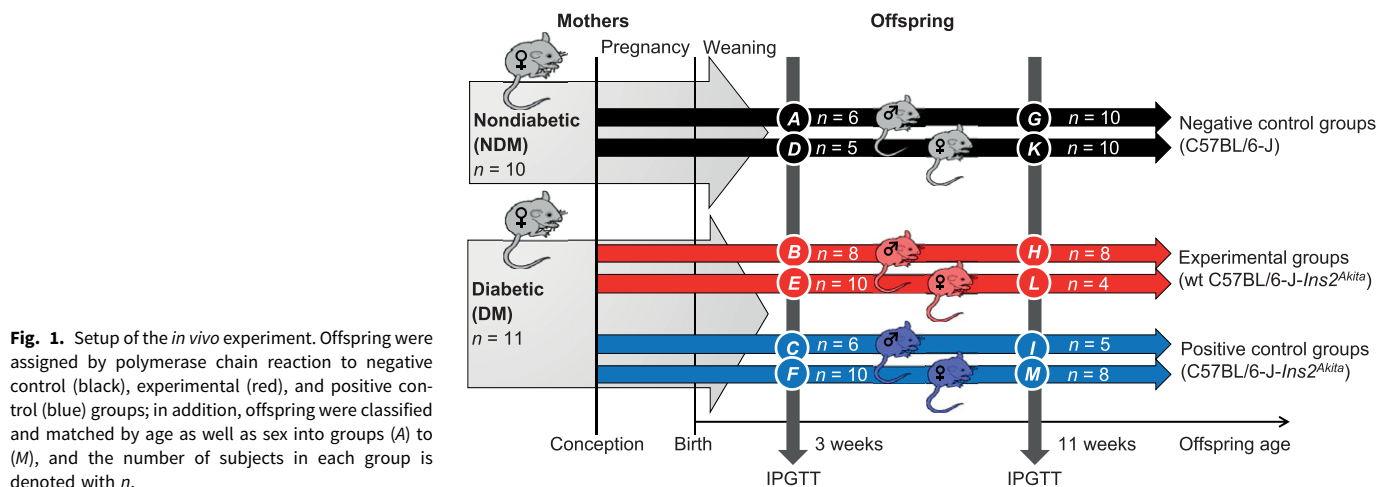 Mothers
Offspring
Pregnancy
Weaning
♀
Nondiabetic
(NDM)
n = 10
A n = 6 ♂ G n = 10
D n = 5 ♀ K n = 10
Negative control groups
(C57BL/6-J)
♀
Diabetic
(DM)
n = 11
B n = 8 ♂ H n = 8
E n = 10 ♀ L n = 4
Experimental groups
(wt C57BL/6-J-Ins2Akita)
C n = 6 ♂ I n = 5
F n = 10 ♀ M n = 8
Positive control groups
(C57BL/6-J-Ins2Akita)
Conception
Birth
3 weeks
11 weeks
Offspring age
IPGTT
IPGTT
Fig. 1. Setup of the in vivo experiment. Offspring were
assigned by polymerase chain reaction to negative
control (black), experimental (red), and positive con-
trol (blue) groups; in addition, offspring were classified
and matched by age as well as sex into groups (A) to
(M), and the number of subjects in each group is
denoted with n.